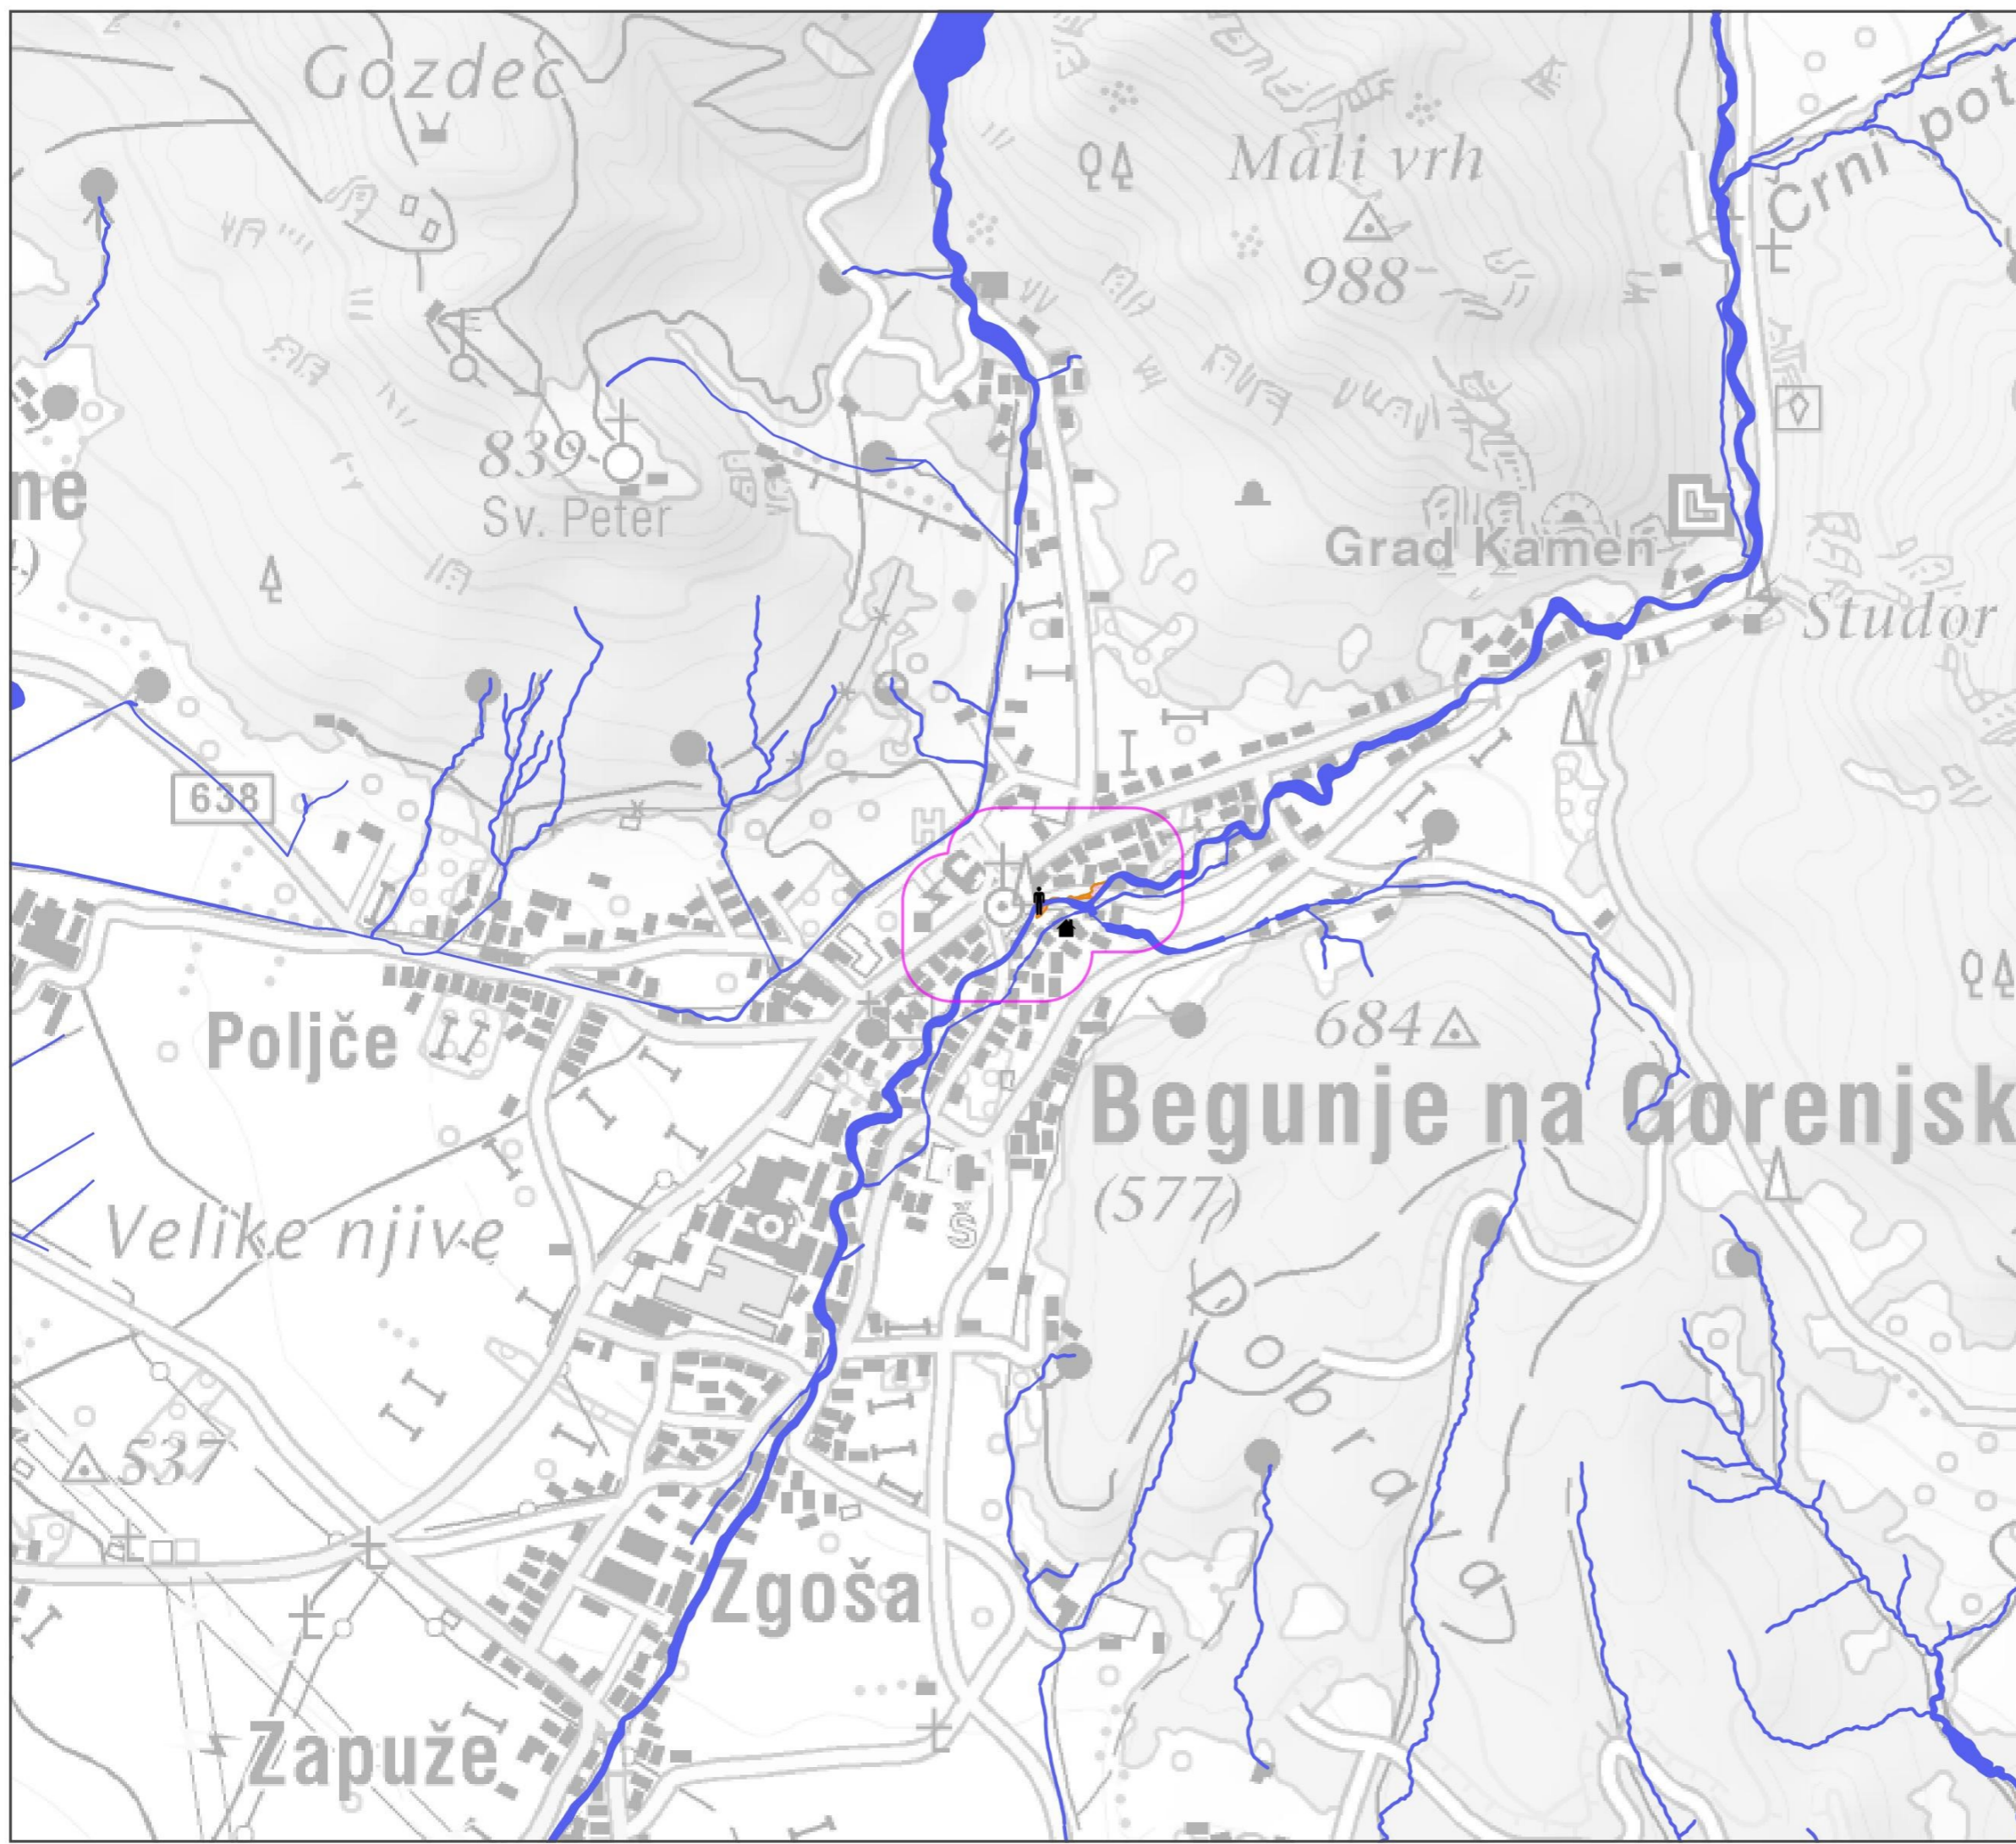 Gozdec
Mali vrh
Črni pot
988
839
Sv. Peter
ne
Grad Kamen
Studor
638
H
Poljče
684
Begunje na Gorenjsk
(577)
Velike njive
Š
Dobrava
537
Zgoša
Zapuže